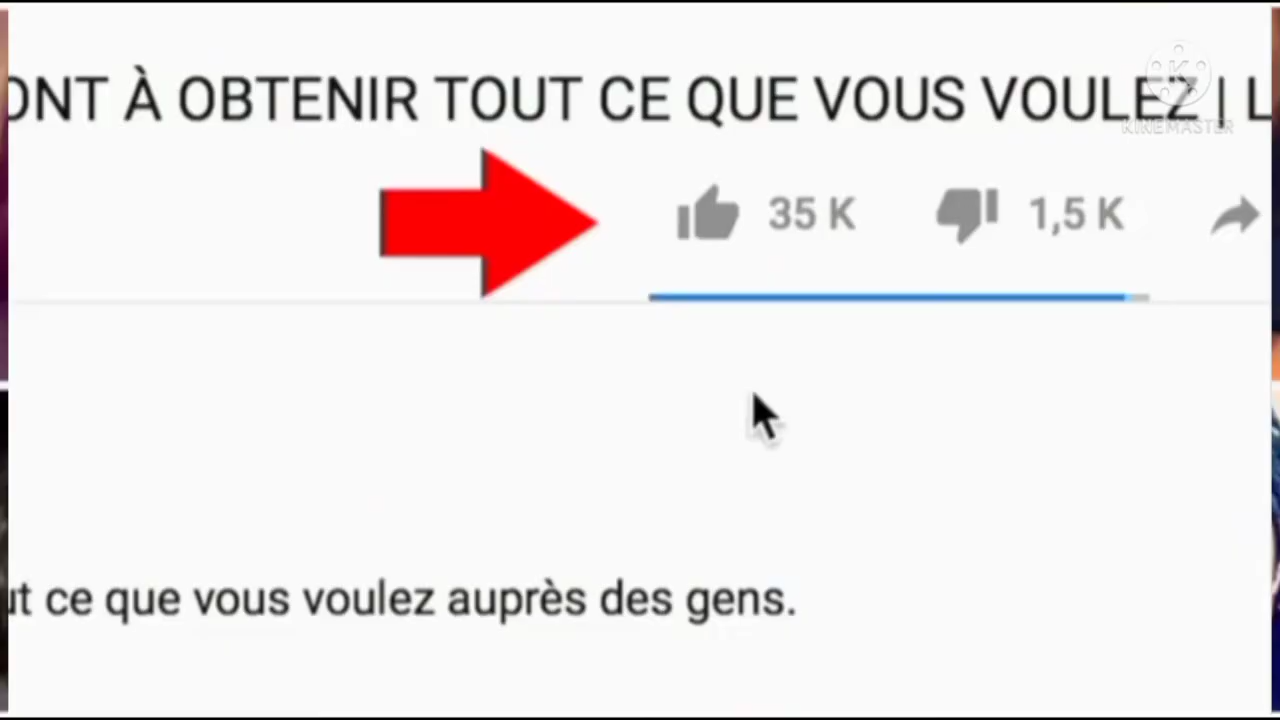 ONT À OBTENIR TOUT CE QUE VOUS VOULEZ | L
KINEMASTER
35 K 1,5 K
ut ce que vous voulez auprès des gens.